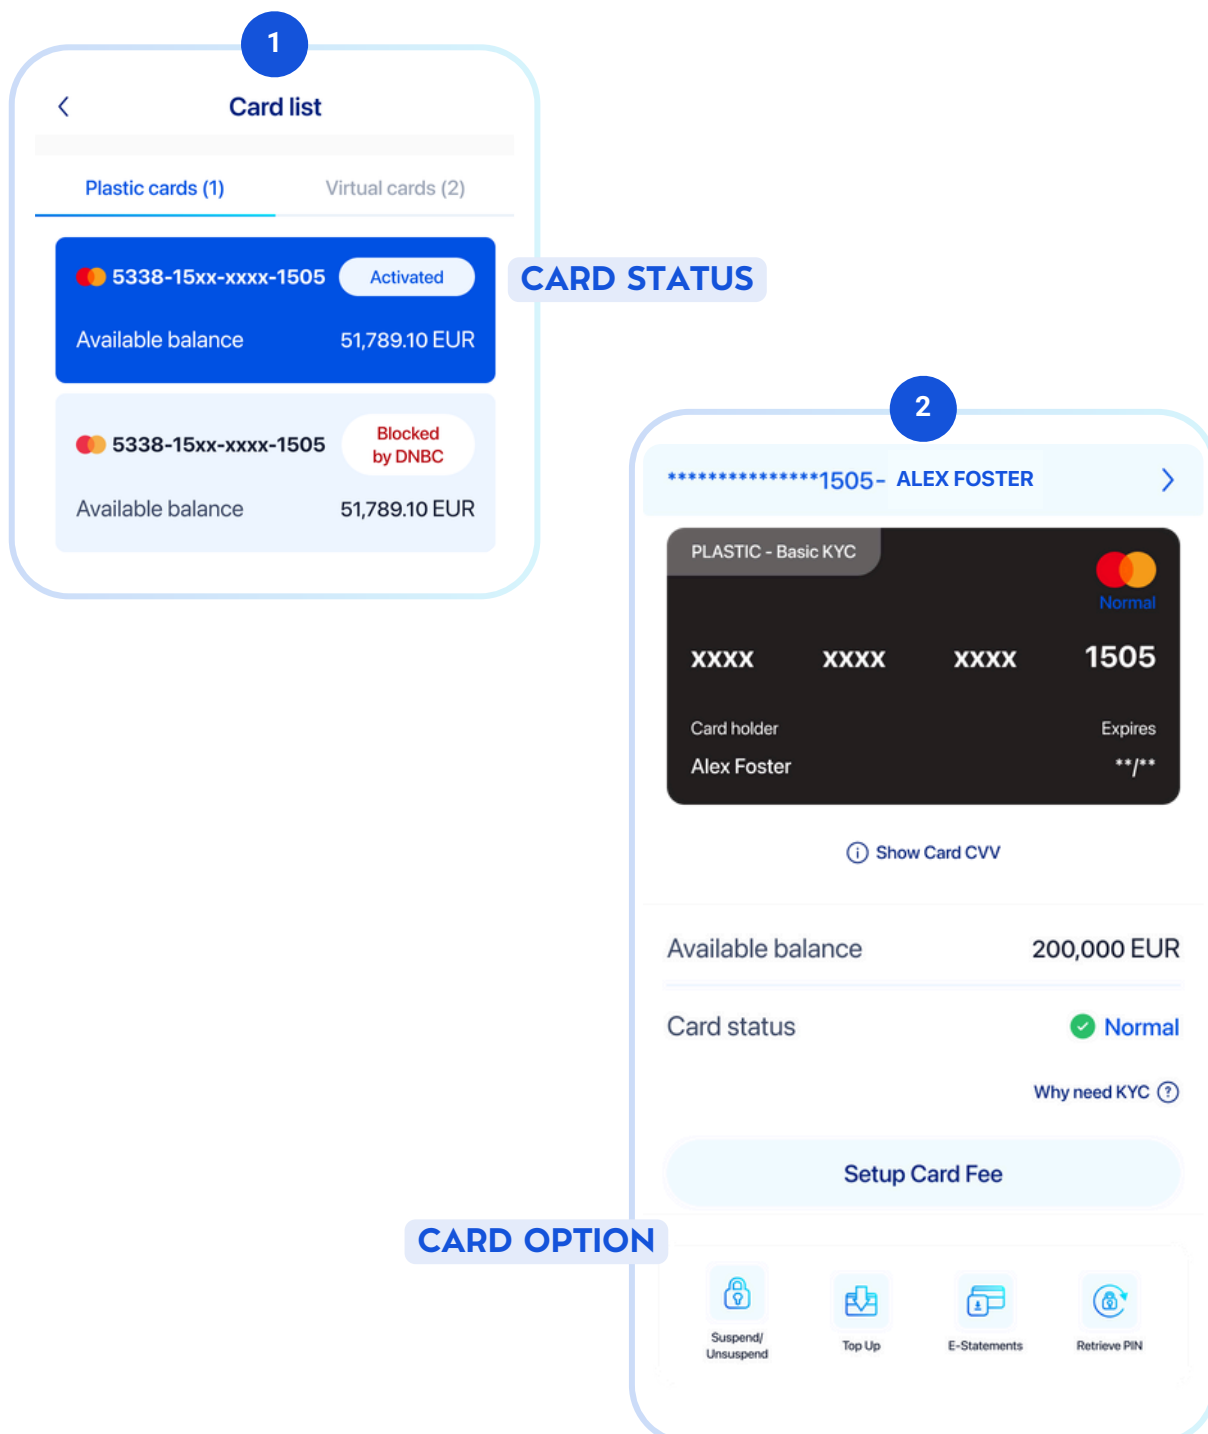 1
Card list
Plastic cards (1) Virtual cards (2)
5338-15xx-xxxx-1505 Activated
CARD STATUS
Available balance 51,789.10 EUR
5338-15xx-xxxx-1505 Blocked
by DNBC
Available balance 51,789.10 EUR
2
***************1505- ALEX FOSTER
PLASTIC - Basic KYC
Normal
xxxx xxxx xxxx 1505
Card holder Expires
Alex Foster **/**
Show Card CVV
Available balance 200,000 EUR
Card status Normal
Why need KYC ?
Setup Card Fee
CARD OPTION
Suspend/
Unsuspend
Top Up
E-Statements
Retrieve PIN